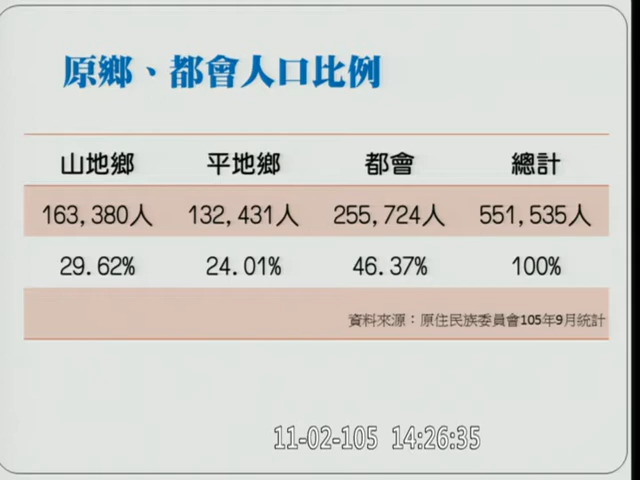 原鄉、都會人口比例
山地鄉 平地鄉 都會 總計
163,380人 132,431人 255,724人 551,535人
29.62% 24.01% 46.37% 100%
資料來源：原住民族委員會105年9月統計
11-02-105 14:26:35